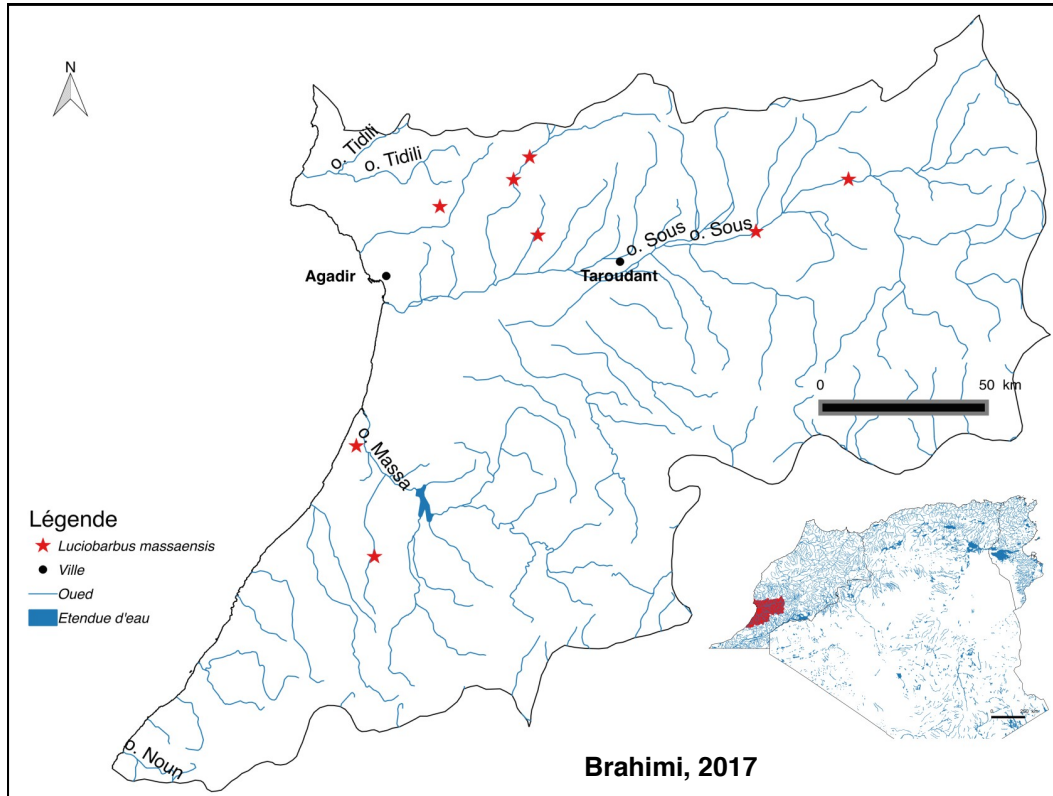 N
o. Tidili
o. Tidili
o. Sous
o. Sous
Agadir
Taroudant
0 50 km
o. Massa
Légende
Luciobarbus massaensis
Ville
Oued
Etendue d'eau
o. Noun
Brahimi, 2017